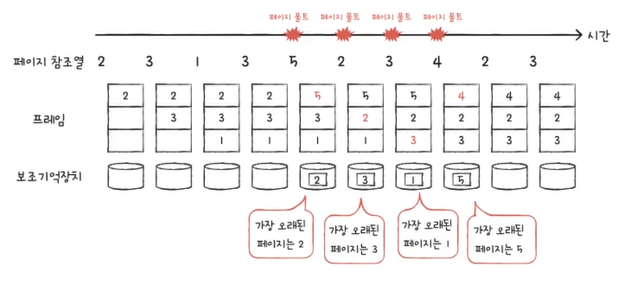 페이지 폴트 페이지 폴트 페이지 폴트 페이지 폴트
시간
페이지 참조열 2 3 1 3 5 2 3 4 2 3
2 2 2 2 5 5 5 4 4 4
프레임 3 3 3 3 2 2 2 2 2
1 1 1 1 3 3 3 3
보조기억장치 2 3 1 5
가장 오래된
페이지는 2
가장 오래된
페이지는 3
가장 오래된
페이지는 1
가장 오래된
페이지는 5